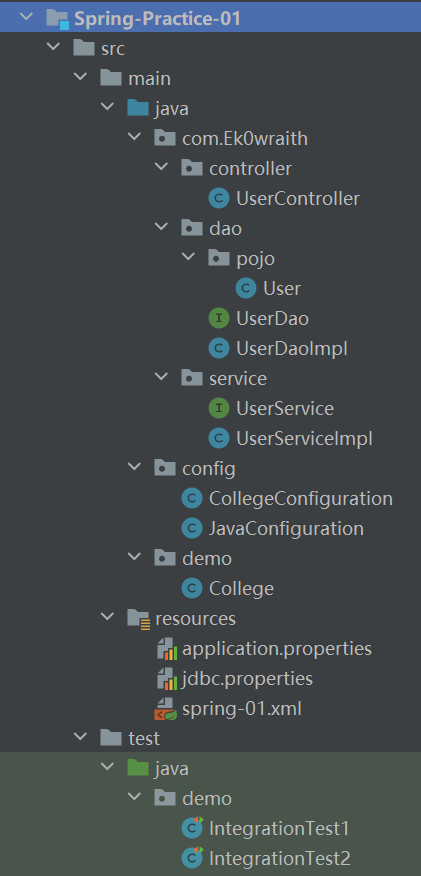 Spring-Practice-01
src
main
java
com.Ek0wraith
controller
C UserController
dao
pojo
C User
I UserDao
C UserDaoImpl
service
I UserService
C UserServiceImpl
config
C CollegeConfiguration
C JavaConfiguration
demo
C College
resources
application.properties
jdbc.properties
spring-01.xml
test
java
demo
C IntegrationTest1
C IntegrationTest2